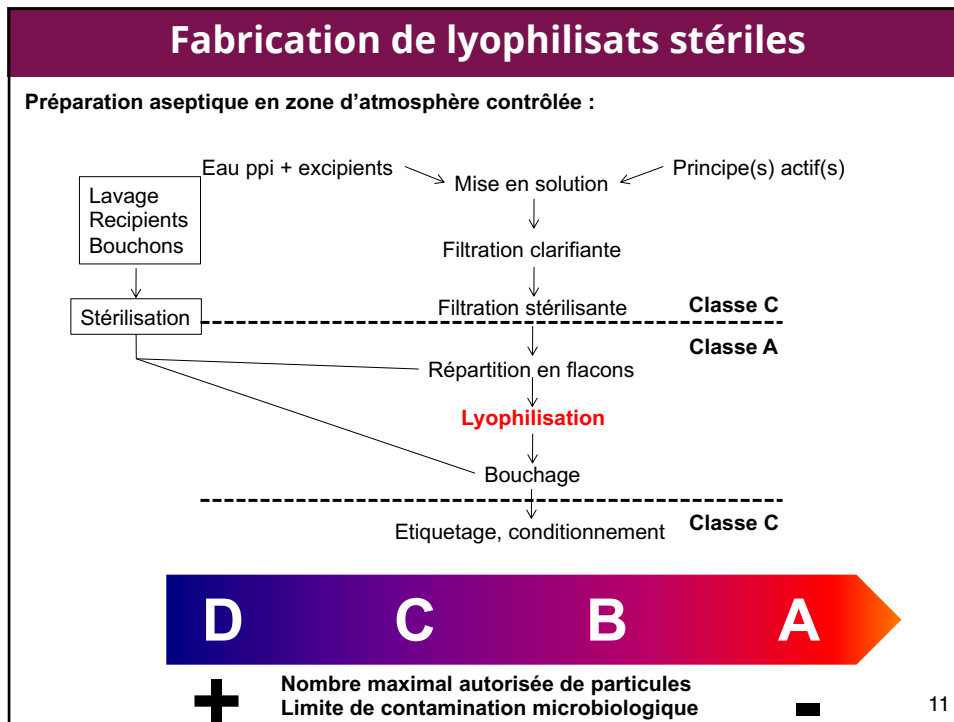 Fabrication de lyophilisats stériles
Préparation aseptique en zone d’atmosphère contrôlée :
Eau ppi + excipients
Principe(s) actif(s)
Mise en solution
Lavage
Recipients
Bouchons
Filtration clarifiante
Stérilisation
Filtration stérilisante
Classe C
Classe A
Répartition en flacons
Lyophilisation
Bouchage
Classe C
Etiquetage, conditionnement
D C B A
+
Nombre maximal autorisée de particules
Limite de contamination microbiologique
-
11